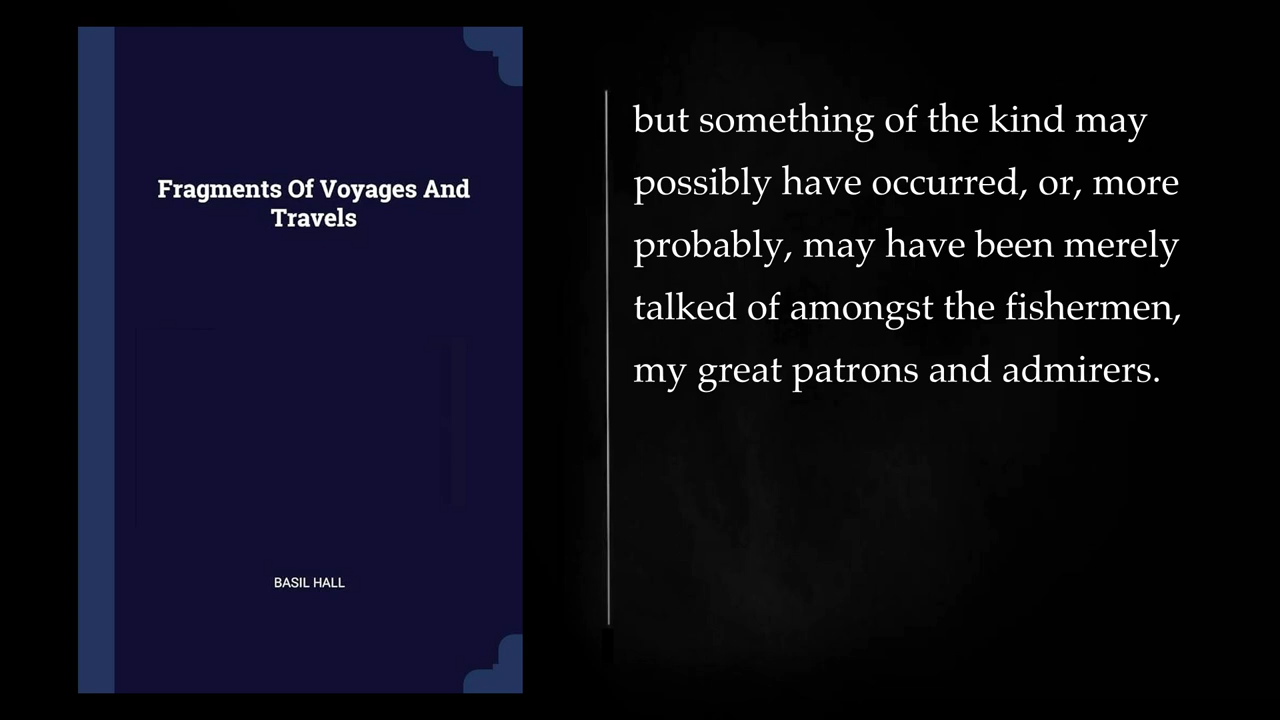 Fragments Of Voyages And
Travels
BASIL HALL
but something of the kind may
possibly have occurred, or, more
probably, may have been merely
talked of amongst the fishermen,
my great patrons and admirers.